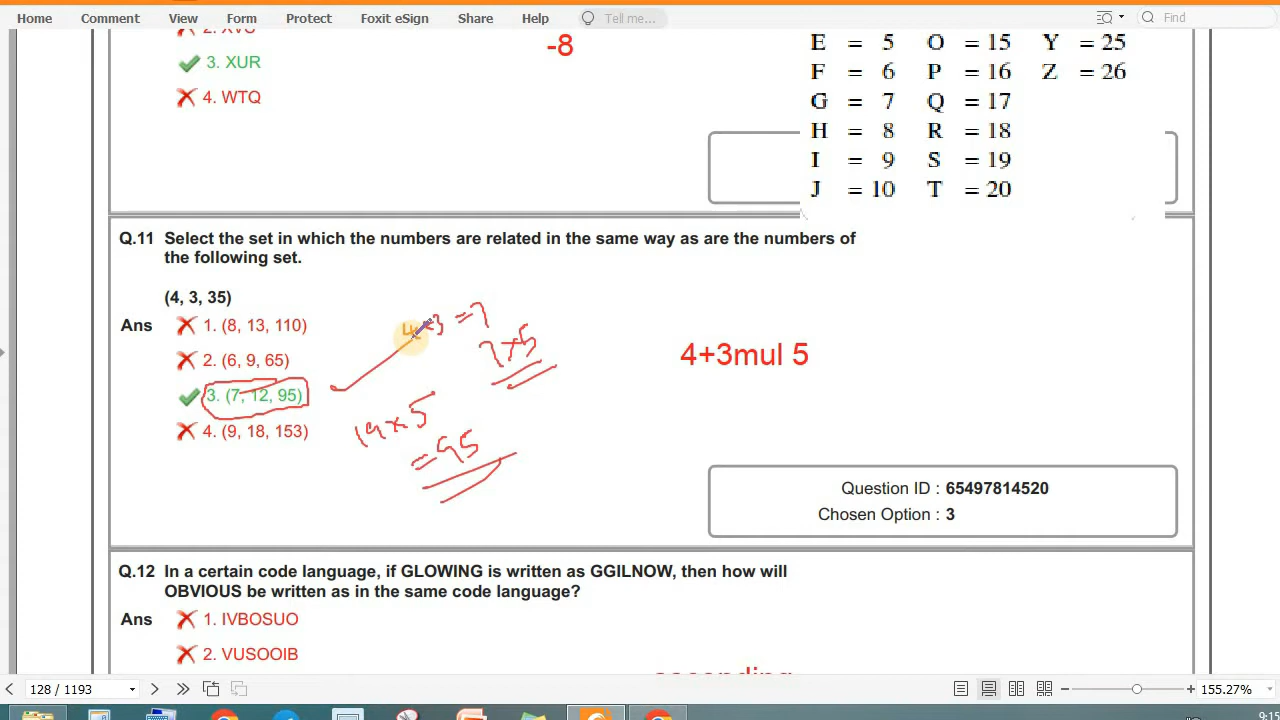 Home Comment View Form Protect Foxit eSign Share Help Tell me... Find
3. XUR
4. WTQ
-8
E = 5 O = 15 Y = 25
F = 6 P = 16 Z = 26
G = 7 Q = 17
H = 8 R = 18
I = 9 S = 19
J = 10 T = 20
Q.11 Select the set in which the numbers are related in the same way as are the numbers of
the following set.
(4, 3, 35)
Ans 1. (8, 13, 110)
2. (6, 9, 65)
3. (7, 12, 95)
4. (9, 18, 153)
4+3 =7
7x5
19x5
=95
4+3mul 5
Question ID : 65497814520
Chosen Option : 3
Q.12 In a certain code language, if GLOWING is written as GGILNOW, then how will
OBVIOUS be written as in the same code language?
Ans 1. IVBOSUO
2. VUSOOIB
ascending
128 / 1193
155.27%